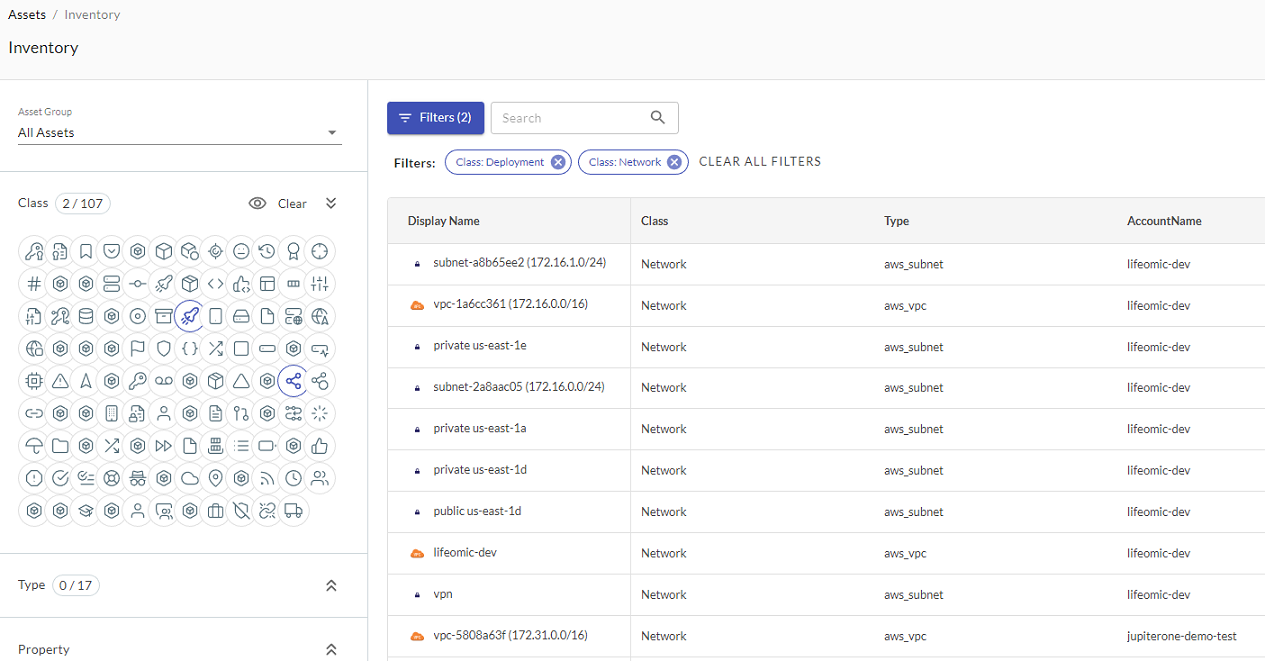 Assets / Inventory
Inventory
Asset Group
All Assets
Class 2 / 107 Clear
Type 0 / 17
Property
Filters (2) Search
Filters: Class: Deployment Class: Network CLEAR ALL FILTERS
Display Name Class Type AccountName
subnet-a8b65ee2 (172.16.1.0/24) Network aws_subnet lifeomic-dev
vpc-1a6cc361 (172.16.0.0/16) Network aws_vpc lifeomic-dev
private us-east-1e Network aws_subnet lifeomic-dev
subnet-2a8aac05 (172.16.0.0/24) Network aws_subnet lifeomic-dev
private us-east-1a Network aws_subnet lifeomic-dev
private us-east-1d Network aws_subnet lifeomic-dev
public us-east-1d Network aws_subnet lifeomic-dev
lifeomic-dev Network aws_vpc lifeomic-dev
vpn Network aws_subnet lifeomic-dev
vpc-5808a63f (172.31.0.0/16) Network aws_vpc jupiterone-demo-test